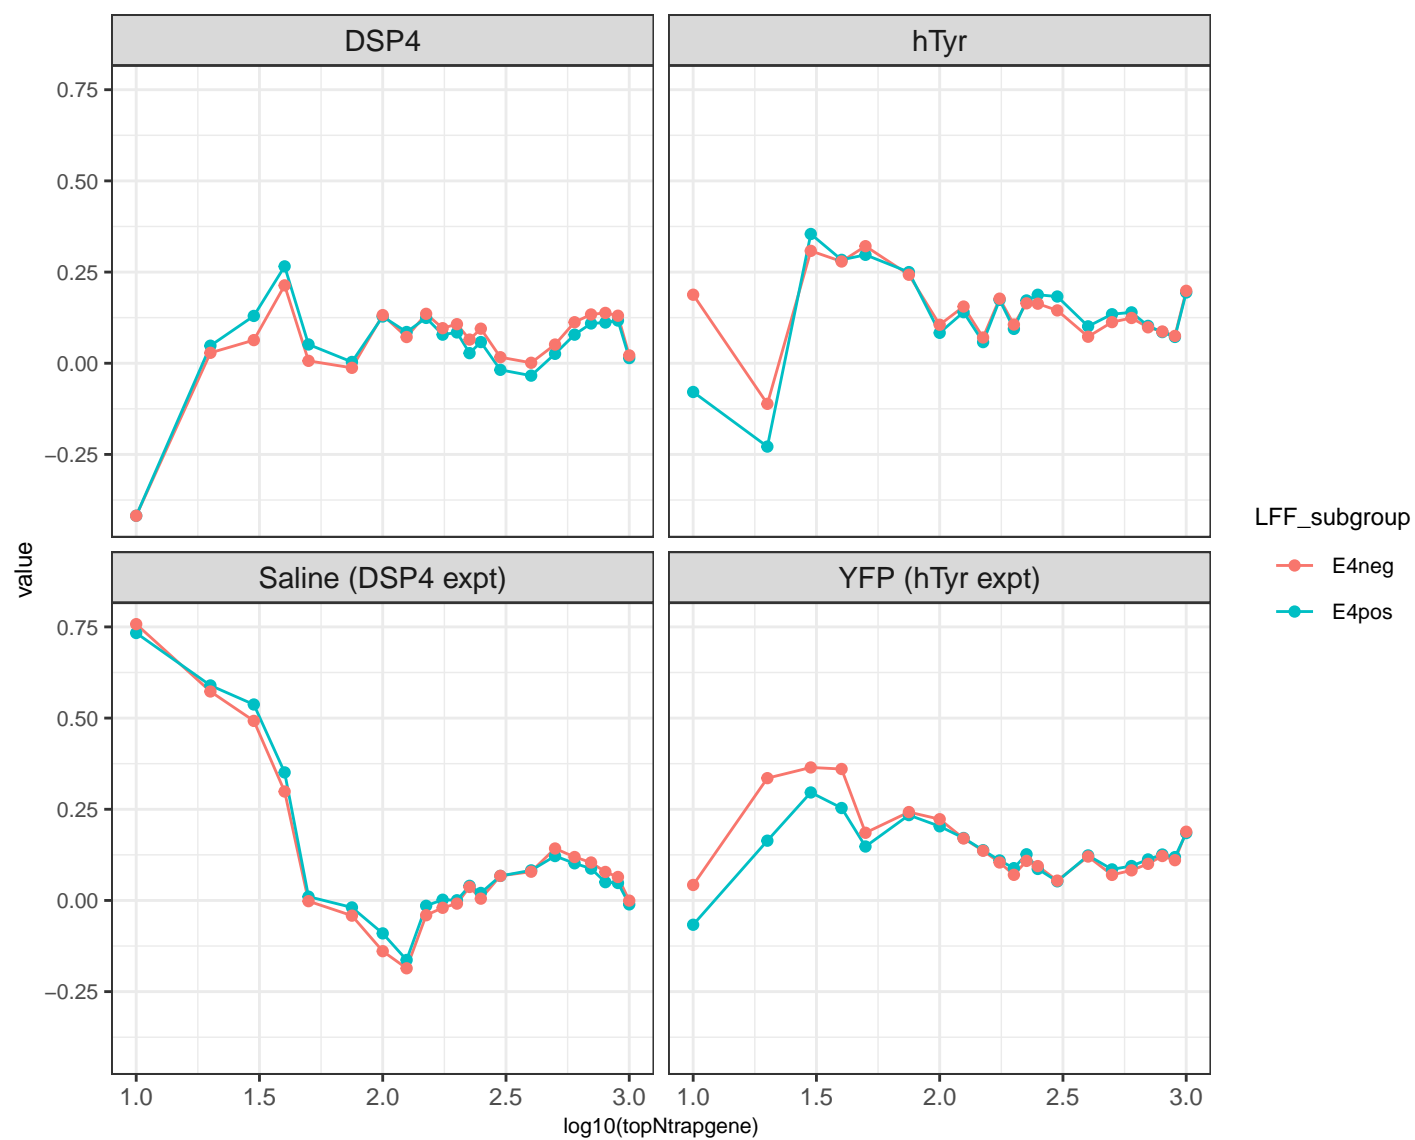 DSP4
hTyr
0.75
0.50
0.25
0.00
−0.25
Saline (DSP4 expt)
YFP (hTyr expt)
0.75
0.50
0.25
0.00
−0.25
1.0 1.5 2.0 2.5 3.0
1.0 1.5 2.0 2.5 3.0
log10(topNtrapgene)
value
LFF_subgroup
E4neg
E4pos